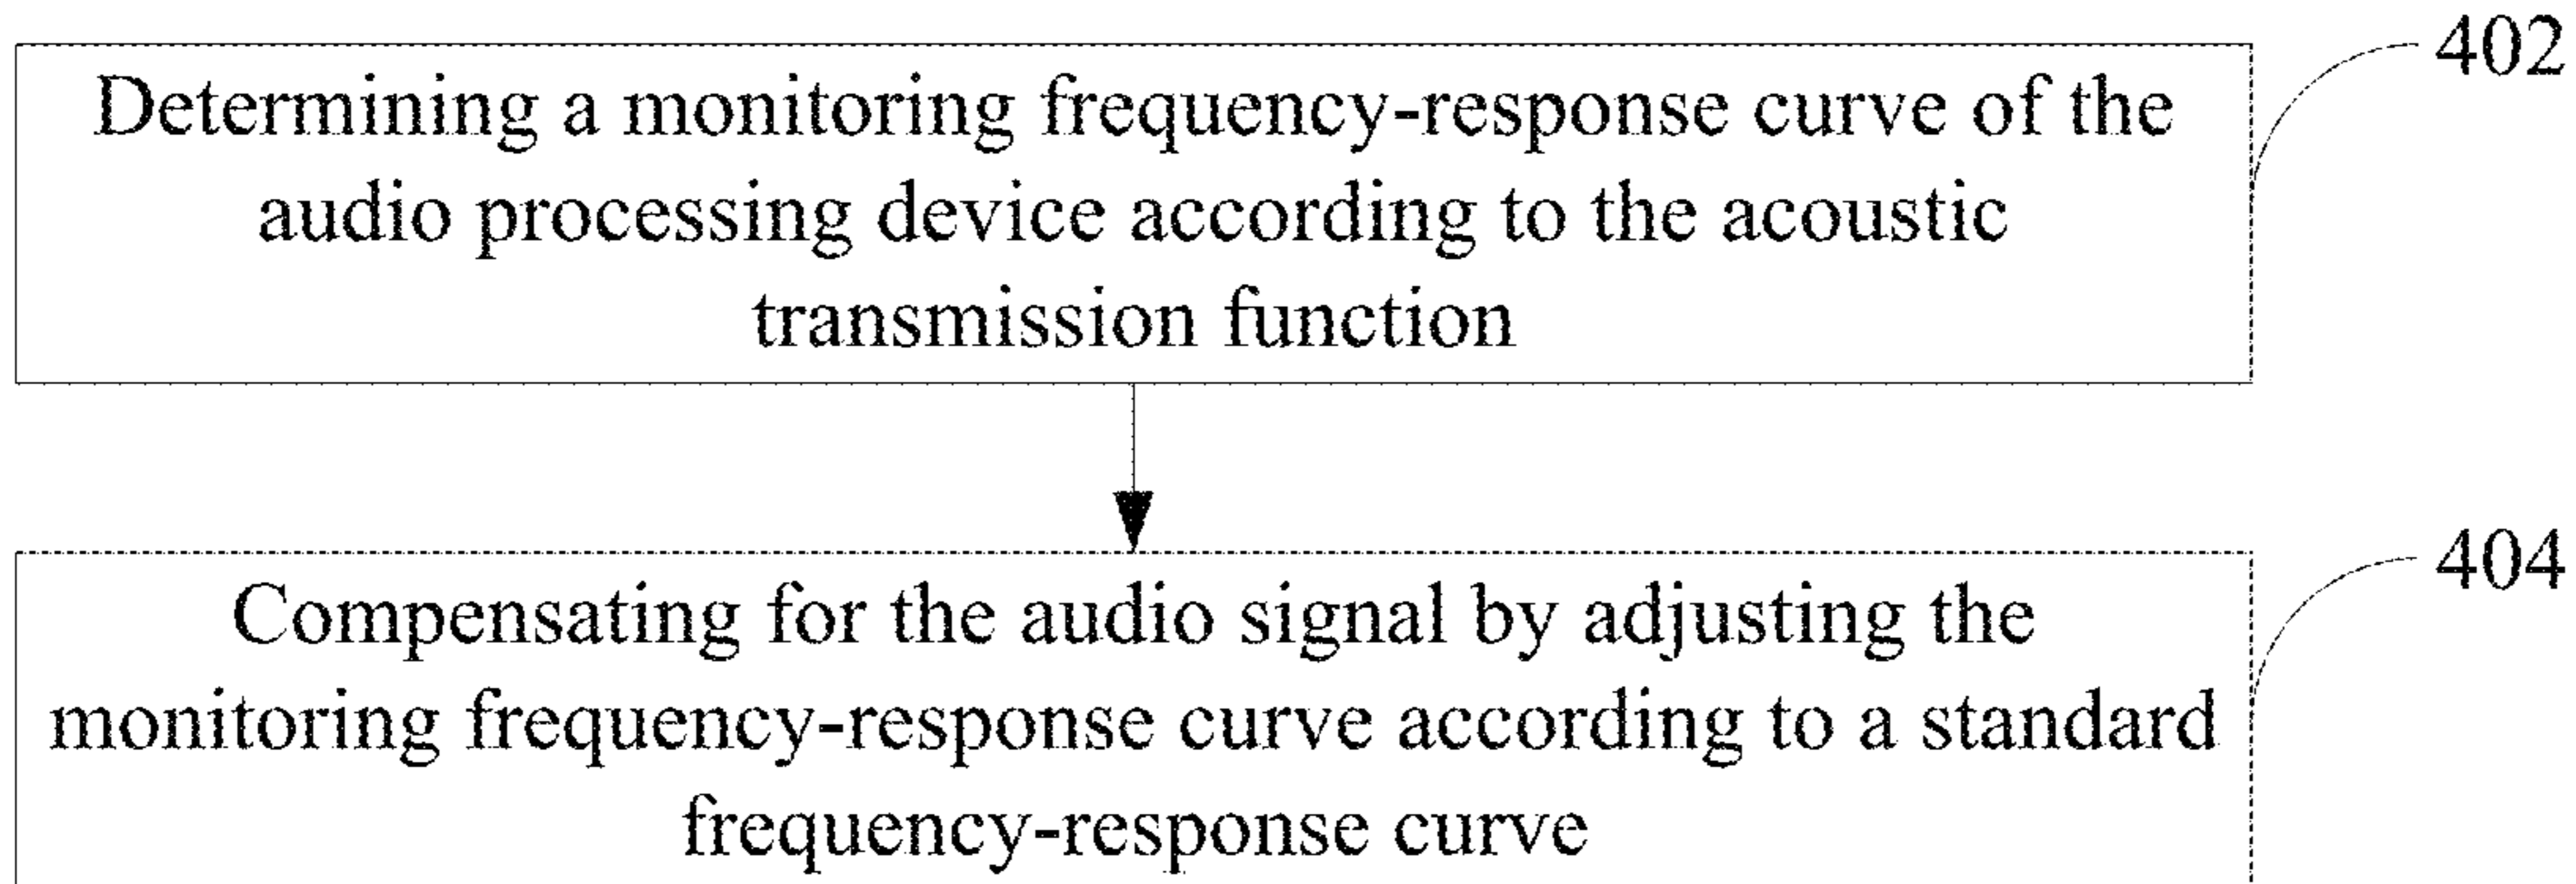 402
Determining a monitoring frequency-response curve of the
audio processing device according to the acoustic
transmission function
404
Compensating for the audio signal by adjusting the
monitoring frequency-response curve according to a standard
frequency-response curve